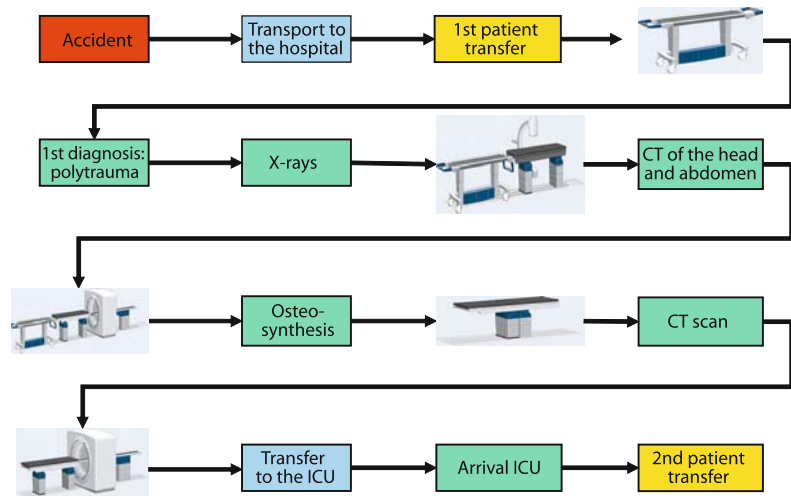 Accident
Transport to
the hospital
1st patient
transfer
1st diagnosis:
polytrauma
X-rays
CT of the head
and abdomen
Osteo-
synthesis
CT scan
Transfer
to the ICU
Arrival ICU
2nd patient
transfer